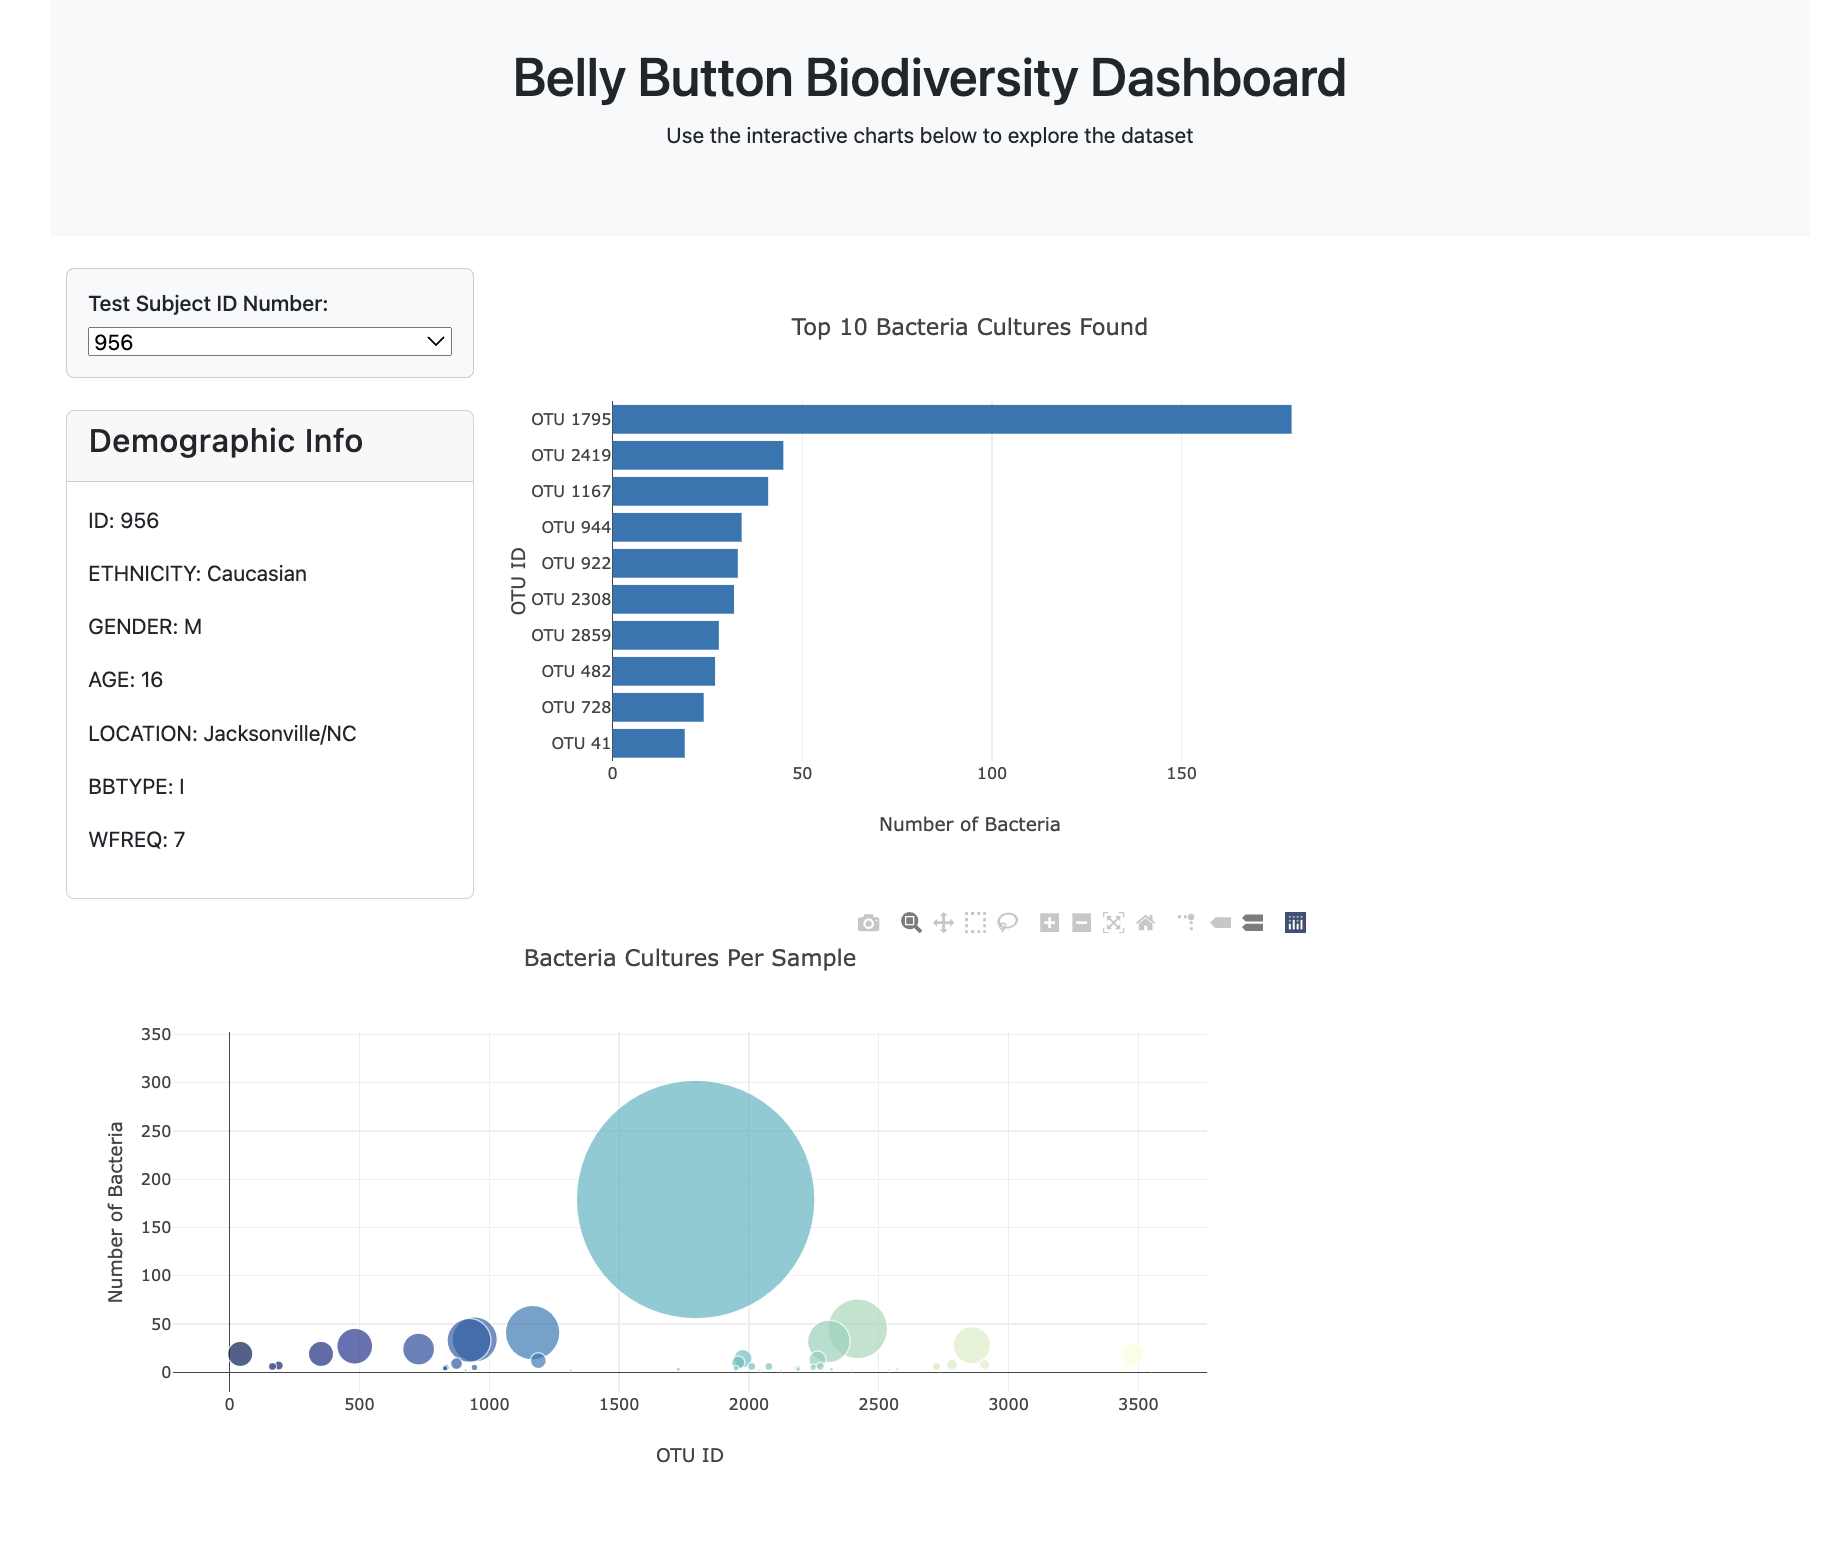 Belly Button Biodiversity Dashboard
Use the interactive charts below to explore the dataset
Test Subject ID Number:
956
Demographic Info
ID: 956
ETHNICITY: Caucasian
GENDER: M
AGE: 16
LOCATION: Jacksonville/NC
BBTYPE: I
WFREQ: 7
Top 10 Bacteria Cultures Found
OTU ID
OTU 1795
OTU 2419
OTU 1167
OTU 944
OTU 922
OTU 2308
OTU 2859
OTU 482
OTU 728
OTU 41
0 50 100 150
Number of Bacteria
Bacteria Cultures Per Sample
Number of Bacteria
350
300
250
200
150
100
50
0
0 500 1000 1500 2000 2500 3000 3500
OTU ID